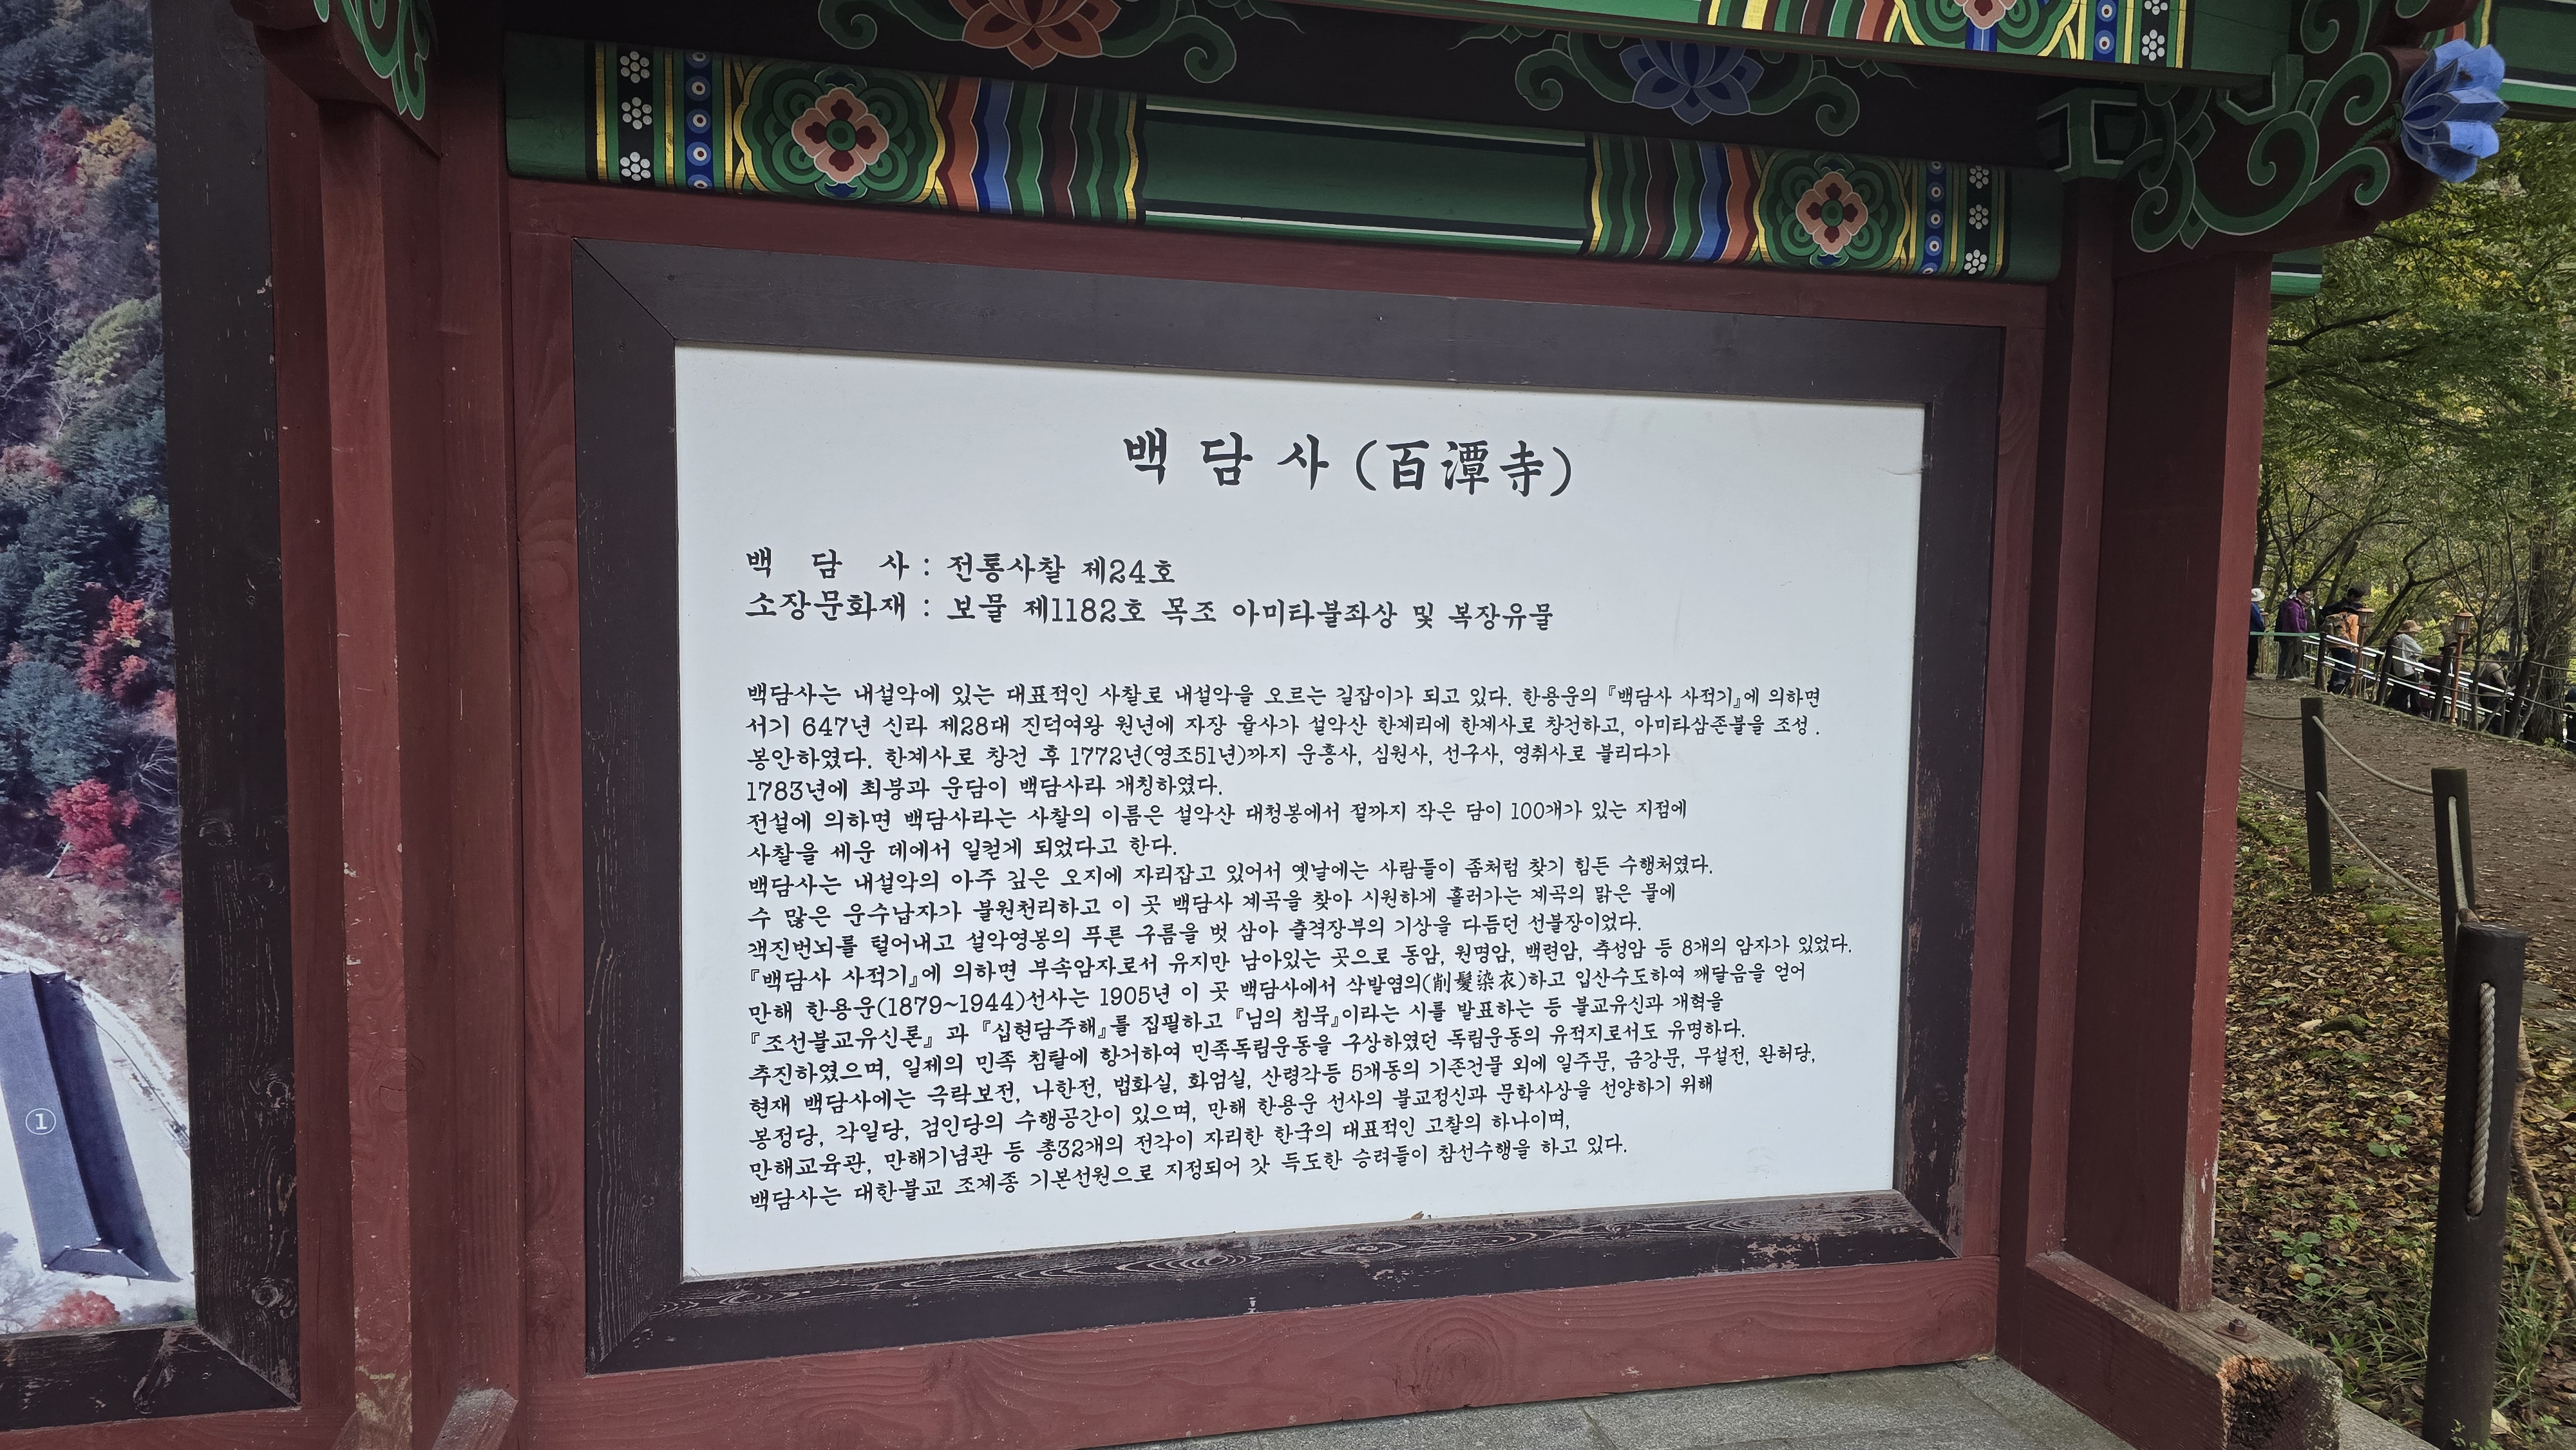 백 담 사 (百潭寺)
백 담 사 : 전통사찰 제24호
소장문화재 : 보물 제1182호 목조 아미타불좌상 및 복장유물
백담사는 내설악에 있는 대표적인 사찰로 내설악을 오르는 길잡이가 되고 있다. 한용운의 『백담사 사적기』에 의하면
서기 647년 신라 제28대 진덕여왕 원년에 자장 율사가 설악산 한계리에 한계사로 창건하고, 아미타삼존불을 조성 .
봉안하였다. 한계사로 창건 후 1772년(영조51년)까지 운흥사, 심원사, 선구사, 영취사로 불리다가
1783년에 최붕과 운담이 백담사라 개칭하였다.
전설에 의하면 백담사라는 사찰의 이름은 설악산 대청봉에서 절까지 작은 담이 100개가 있는 지점에
사찰을 세운 데에서 일컫게 되었다고 한다.
백담사는 내설악의 아주 깊은 오지에 자리잡고 있어서 옛날에는 사람들이 좀처럼 찾기 힘든 수행처였다.
수 많은 운수납자가 불원천리하고 이 곳 백담사 계곡을 찾아 시원하게 흘러가는 계곡의 맑은 물에
객진번뇌를 털어내고 설악영봉의 푸른 구름을 벗 삼아 출격장부의 기상을 다듬던 선불장이었다.
『백담사 사적기』에 의하면 부속암자로서 유지만 남아있는 곳으로 동암, 원명암, 백련암, 축성암 등 8개의 암자가 있었다.
만해 한용운(1879~1944)선사는 1905년 이 곳 백담사에서 삭발염의(削髮染衣)하고 입산수도하여 깨달음을 얻어
『조선불교유신론』 과 『십현담주해』를 집필하고 『님의 침묵』이라는 시를 발표하는 등 불교유신과 개혁을
추진하였으며, 일제의 민족 침탈에 항거하여 민족독립운동을 구상하였던 독립운동의 유적지로서도 유명하다.
현재 백담사에는 극락보전, 나한전, 법화실, 화엄실, 산령각등 5개동의 기존건물 외에 일주문, 금강문, 무설전, 완허당,
봉정당, 각일당, 검인당의 수행공간이 있으며, 만해 한용운 선사의 불교정신과 문학사상을 선양하기 위해
만해교육관, 만해기념관 등 총32개의 전각이 자리한 한국의 대표적인 고찰의 하나이며,
백담사는 대한불교 조계종 기본선원으로 지정되어 갓 득도한 승려들이 참선수행을 하고 있다.
①